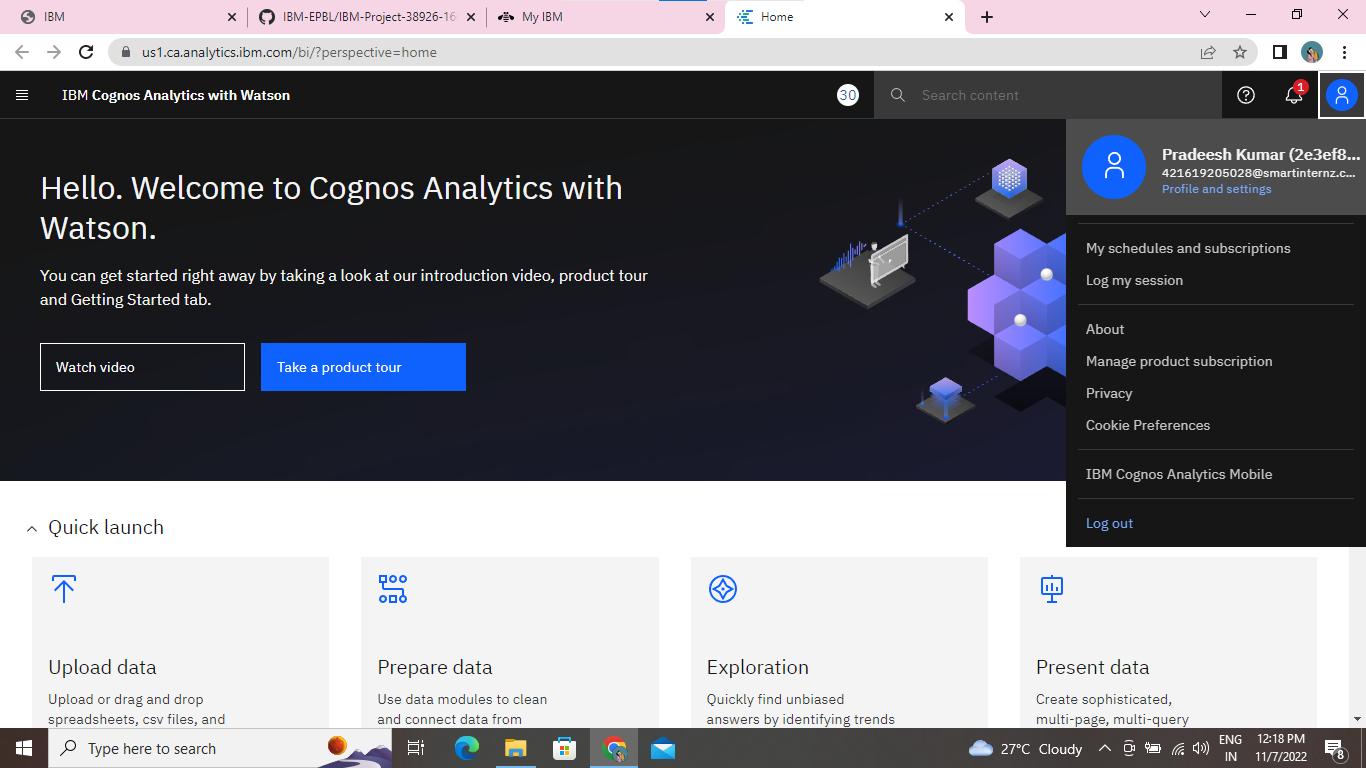 IBM
IBM-EPBL/IBM-Project-38926-16
My IBM
Home
us1.ca.analytics.ibm.com/bi/?perspective=home
IBM Cognos Analytics with Watson
30
Search content
1
Hello. Welcome to Cognos Analytics with
Watson.
You can get started right away by taking a look at our introduction video, product tour
and Getting Started tab.
Watch video
Take a product tour
Pradeesh Kumar (2e3ef8...
421619205028@smartinternz.c...
Profile and settings
My schedules and subscriptions
Log my session
About
Manage product subscription
Privacy
Cookie Preferences
IBM Cognos Analytics Mobile
Log out
Quick launch
Upload data
Upload or drag and drop
spreadsheets, csv files, and
Prepare data
Use data modules to clean
and connect data from
Exploration
Quickly find unbiased
answers by identifying trends
Present data
Create sophisticated,
multi-page, multi-query
Type here to search
27°C Cloudy
ENG
IN
12:18 PM
11/7/2022
8